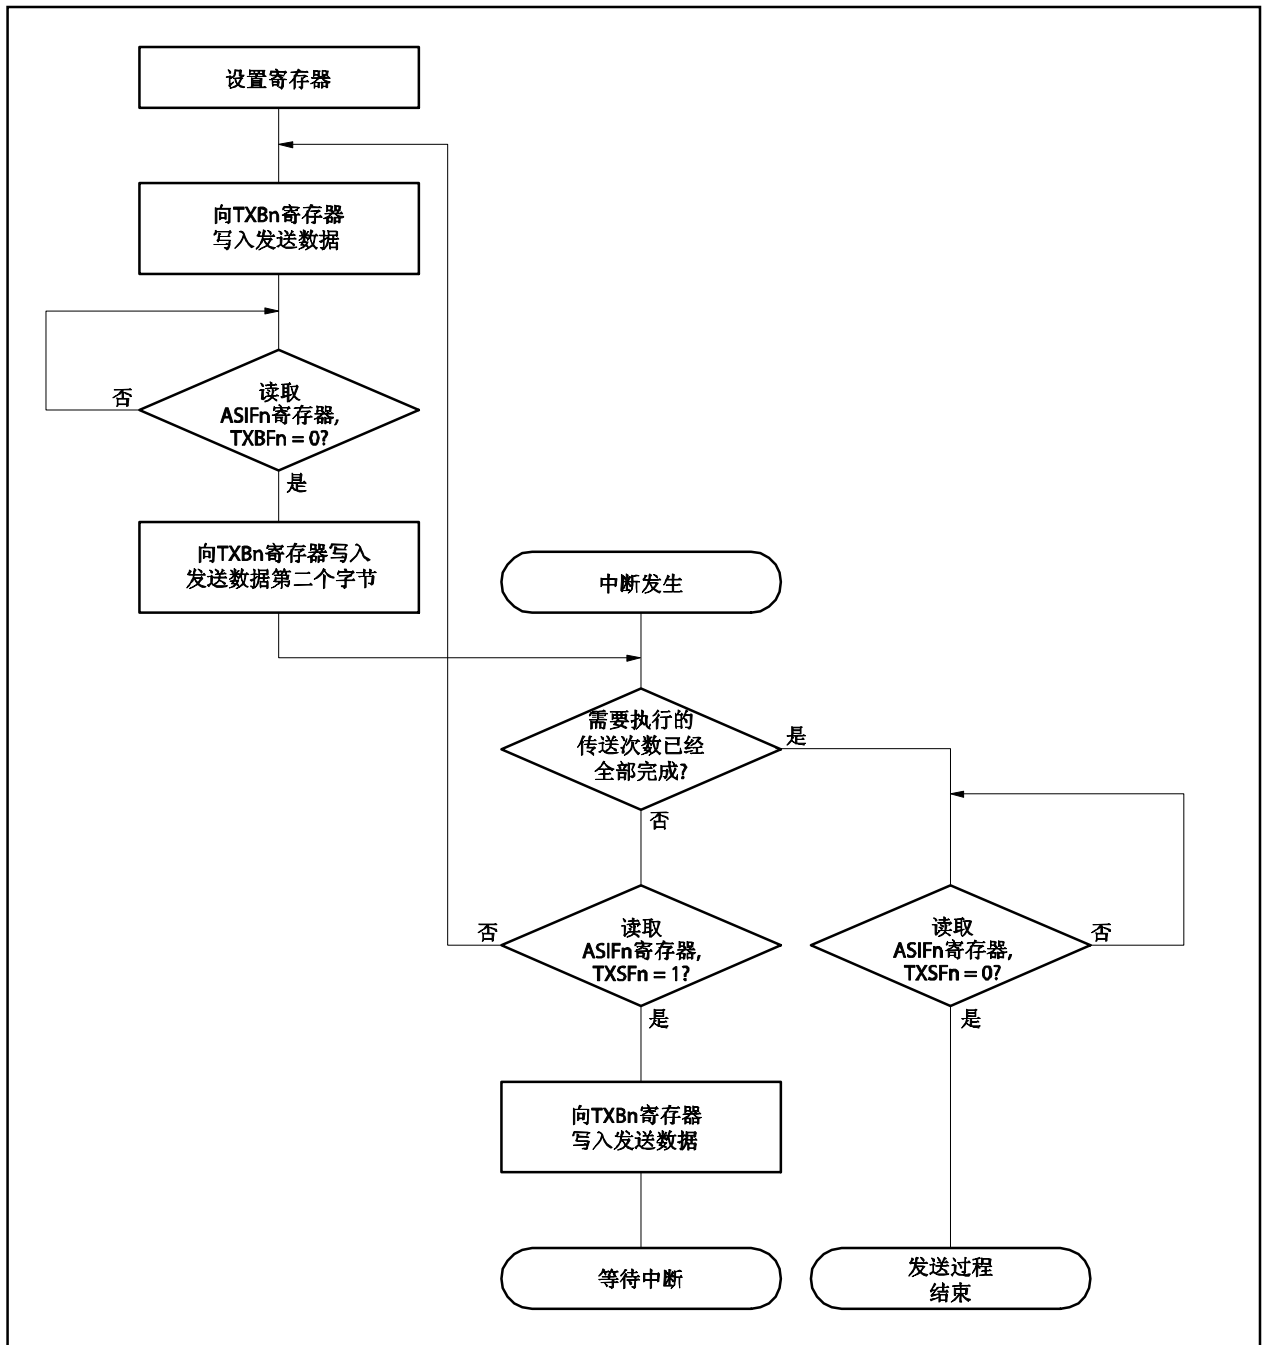 设置寄存器
向TXBn寄存器
写入发送数据
否
读取
ASIFn寄存器,
TXBFn = 0?
是
向TXBn寄存器写入
发送数据第二个字节
中断发生
需要执行的
传送次数已经
全部完成?
是
否
否
读取
ASIFn寄存器,
TXSFn = 1?
是
读取
ASIFn寄存器,
TXSFn = 0?
否
是
向TXBn寄存器
写入发送数据
等待中断
发送过程
结束